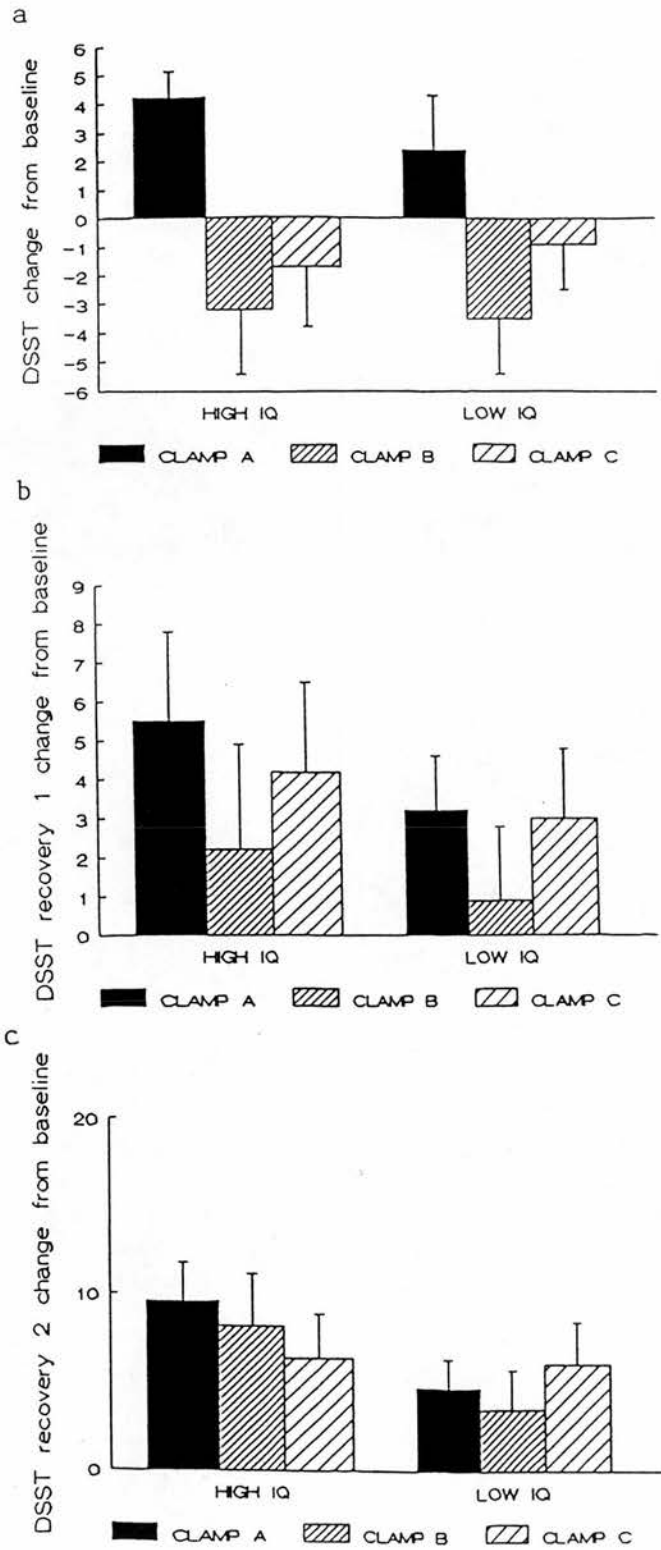 a
DSST change from baseline
6
5
4
3
2
1
0
-1
-2
-3
-4
-5
-6
HIGH IQ LOW IQ
CLAMP A CLAMP B CLAMP C
b
DSST recovery 1 change from baseline
9
8
7
6
5
4
3
2
1
0
HIGH IQ LOW IQ
CLAMP A CLAMP B CLAMP C
c
DSST recovery 2 change from baseline
20
10
0
HIGH IQ LOW IQ
CLAMP A CLAMP B CLAMP C